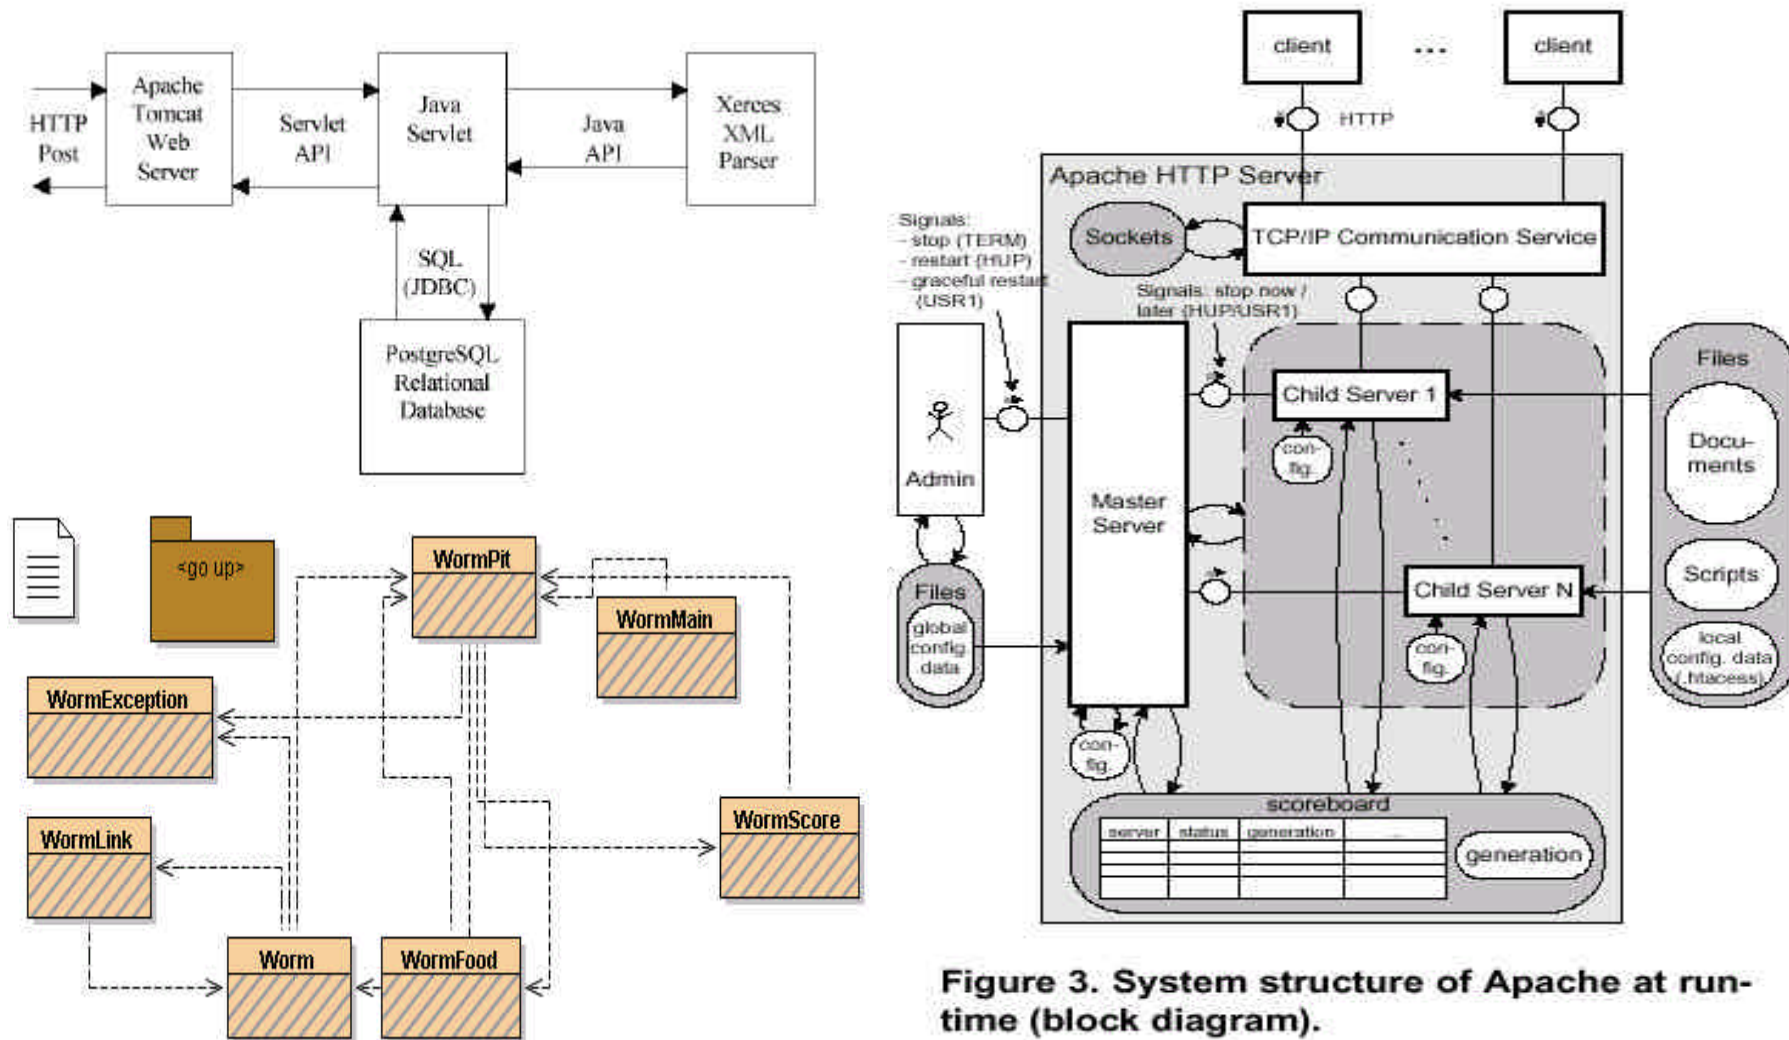 HTTP
Post
Apache
Tomcat
Web
Server
Servlet
API
Java
Servlet
Java
API
Xerces
XML
Parser
SQL
(JDBC)
PostgreSQL
Relational
Database
<go up>
WormPit
WormMain
WormException
WormLink
WormScore
Worm
WormFood
client
...
client
HTTP
Apache HTTP Server
Signals:
- stop (TERM)
- restart (HUP)
- graceful restart
(USR1)
Sockets
TCP/IP Communication Service
Signals: stop now /
later (HUP/USR1)
Admin
Master
Server
Child Server 1
con-
fig.
Child Server N
con-
fig.
Files
Docu-
ments
Scripts
local
config. data
(.htacess)
Files
global
config.
data
con-
fig.
scoreboard
server status generation ...
generation
Figure 3. System structure of Apache at run-
time (block diagram).